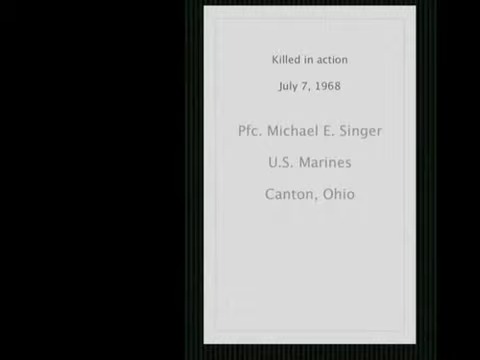 Killed in action
July 7, 1968
Pfc. Michael E. Singer
U.S. Marines
Canton, Ohio